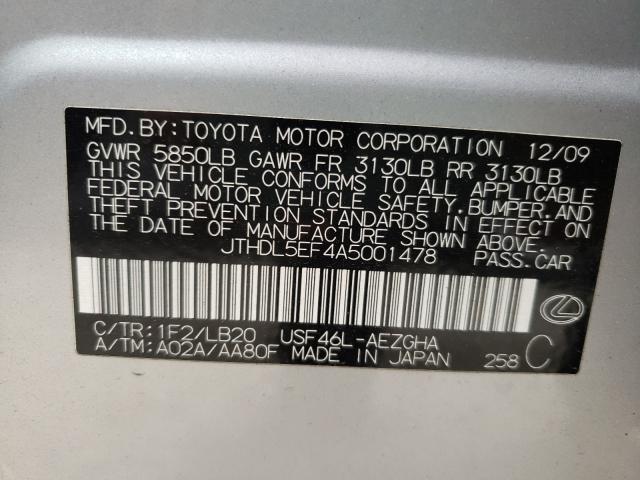 MFD.BY:TOYOTA MOTOR CORPORATION 12/09
GVWR 5850LB GAWR FR 3130LB RR 3130LB
THIS VEHICLE CONFORMS TO ALL APPLICABLE
FEDERAL MOTOR VEHICLE SAFETY,BUMPER,AND
THEFT PREVENTION STANDARDS IN EFFECT ON
THE DATE OF MANUFACTURE SHOWN ABOVE.
JTHDL5EF4A5001478 PASS.CAR
C/TR:1F2/LB20 USF46L-AEZGHA
A/TM:A02A/AA80F MADE IN JAPAN 258 C